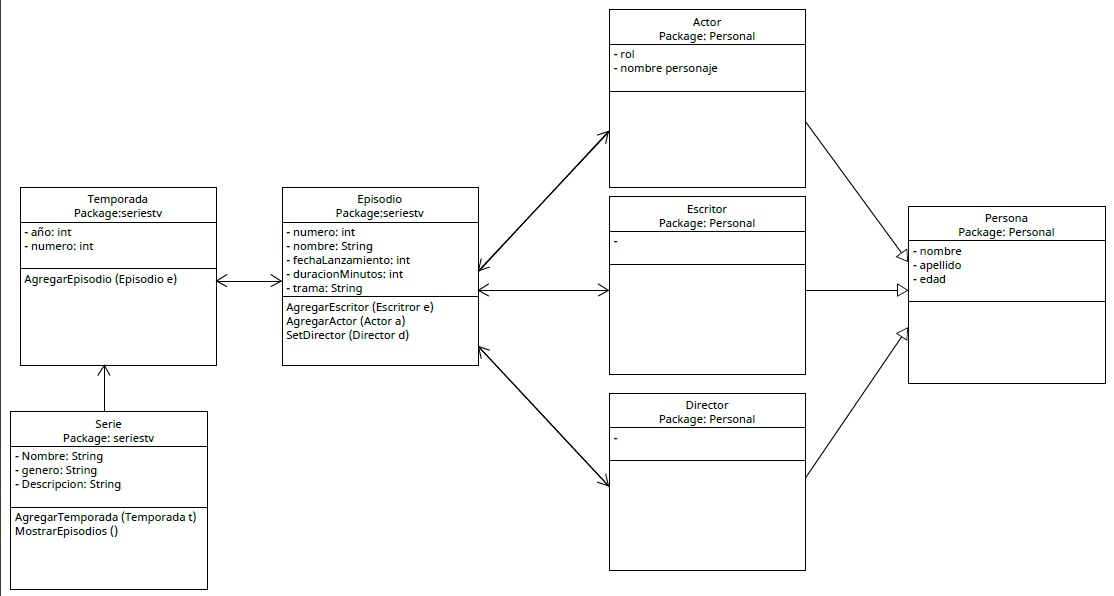 Actor
Package: Personal
- rol
- nombre personaje
Temporada
Package:seriestv
- año: int
- numero: int
AgregarEpisodio (Episodio e)
Episodio
Package:seriestv
- numero: int
- nombre: String
- fechaLanzamiento: int
- duracionMinutos: int
- trama: String
AgregarEscritor (Escritror e)
AgregarActor (Actor a)
SetDirector (Director d)
Escritor
Package: Personal
-
Persona
Package: Personal
- nombre
- apellido
- edad
Director
Package: Personal
-
Serie
Package: seriestv
- Nombre: String
- genero: String
- Descripcion: String
AgregarTemporada (Temporada t)
MostrarEpisodios ()